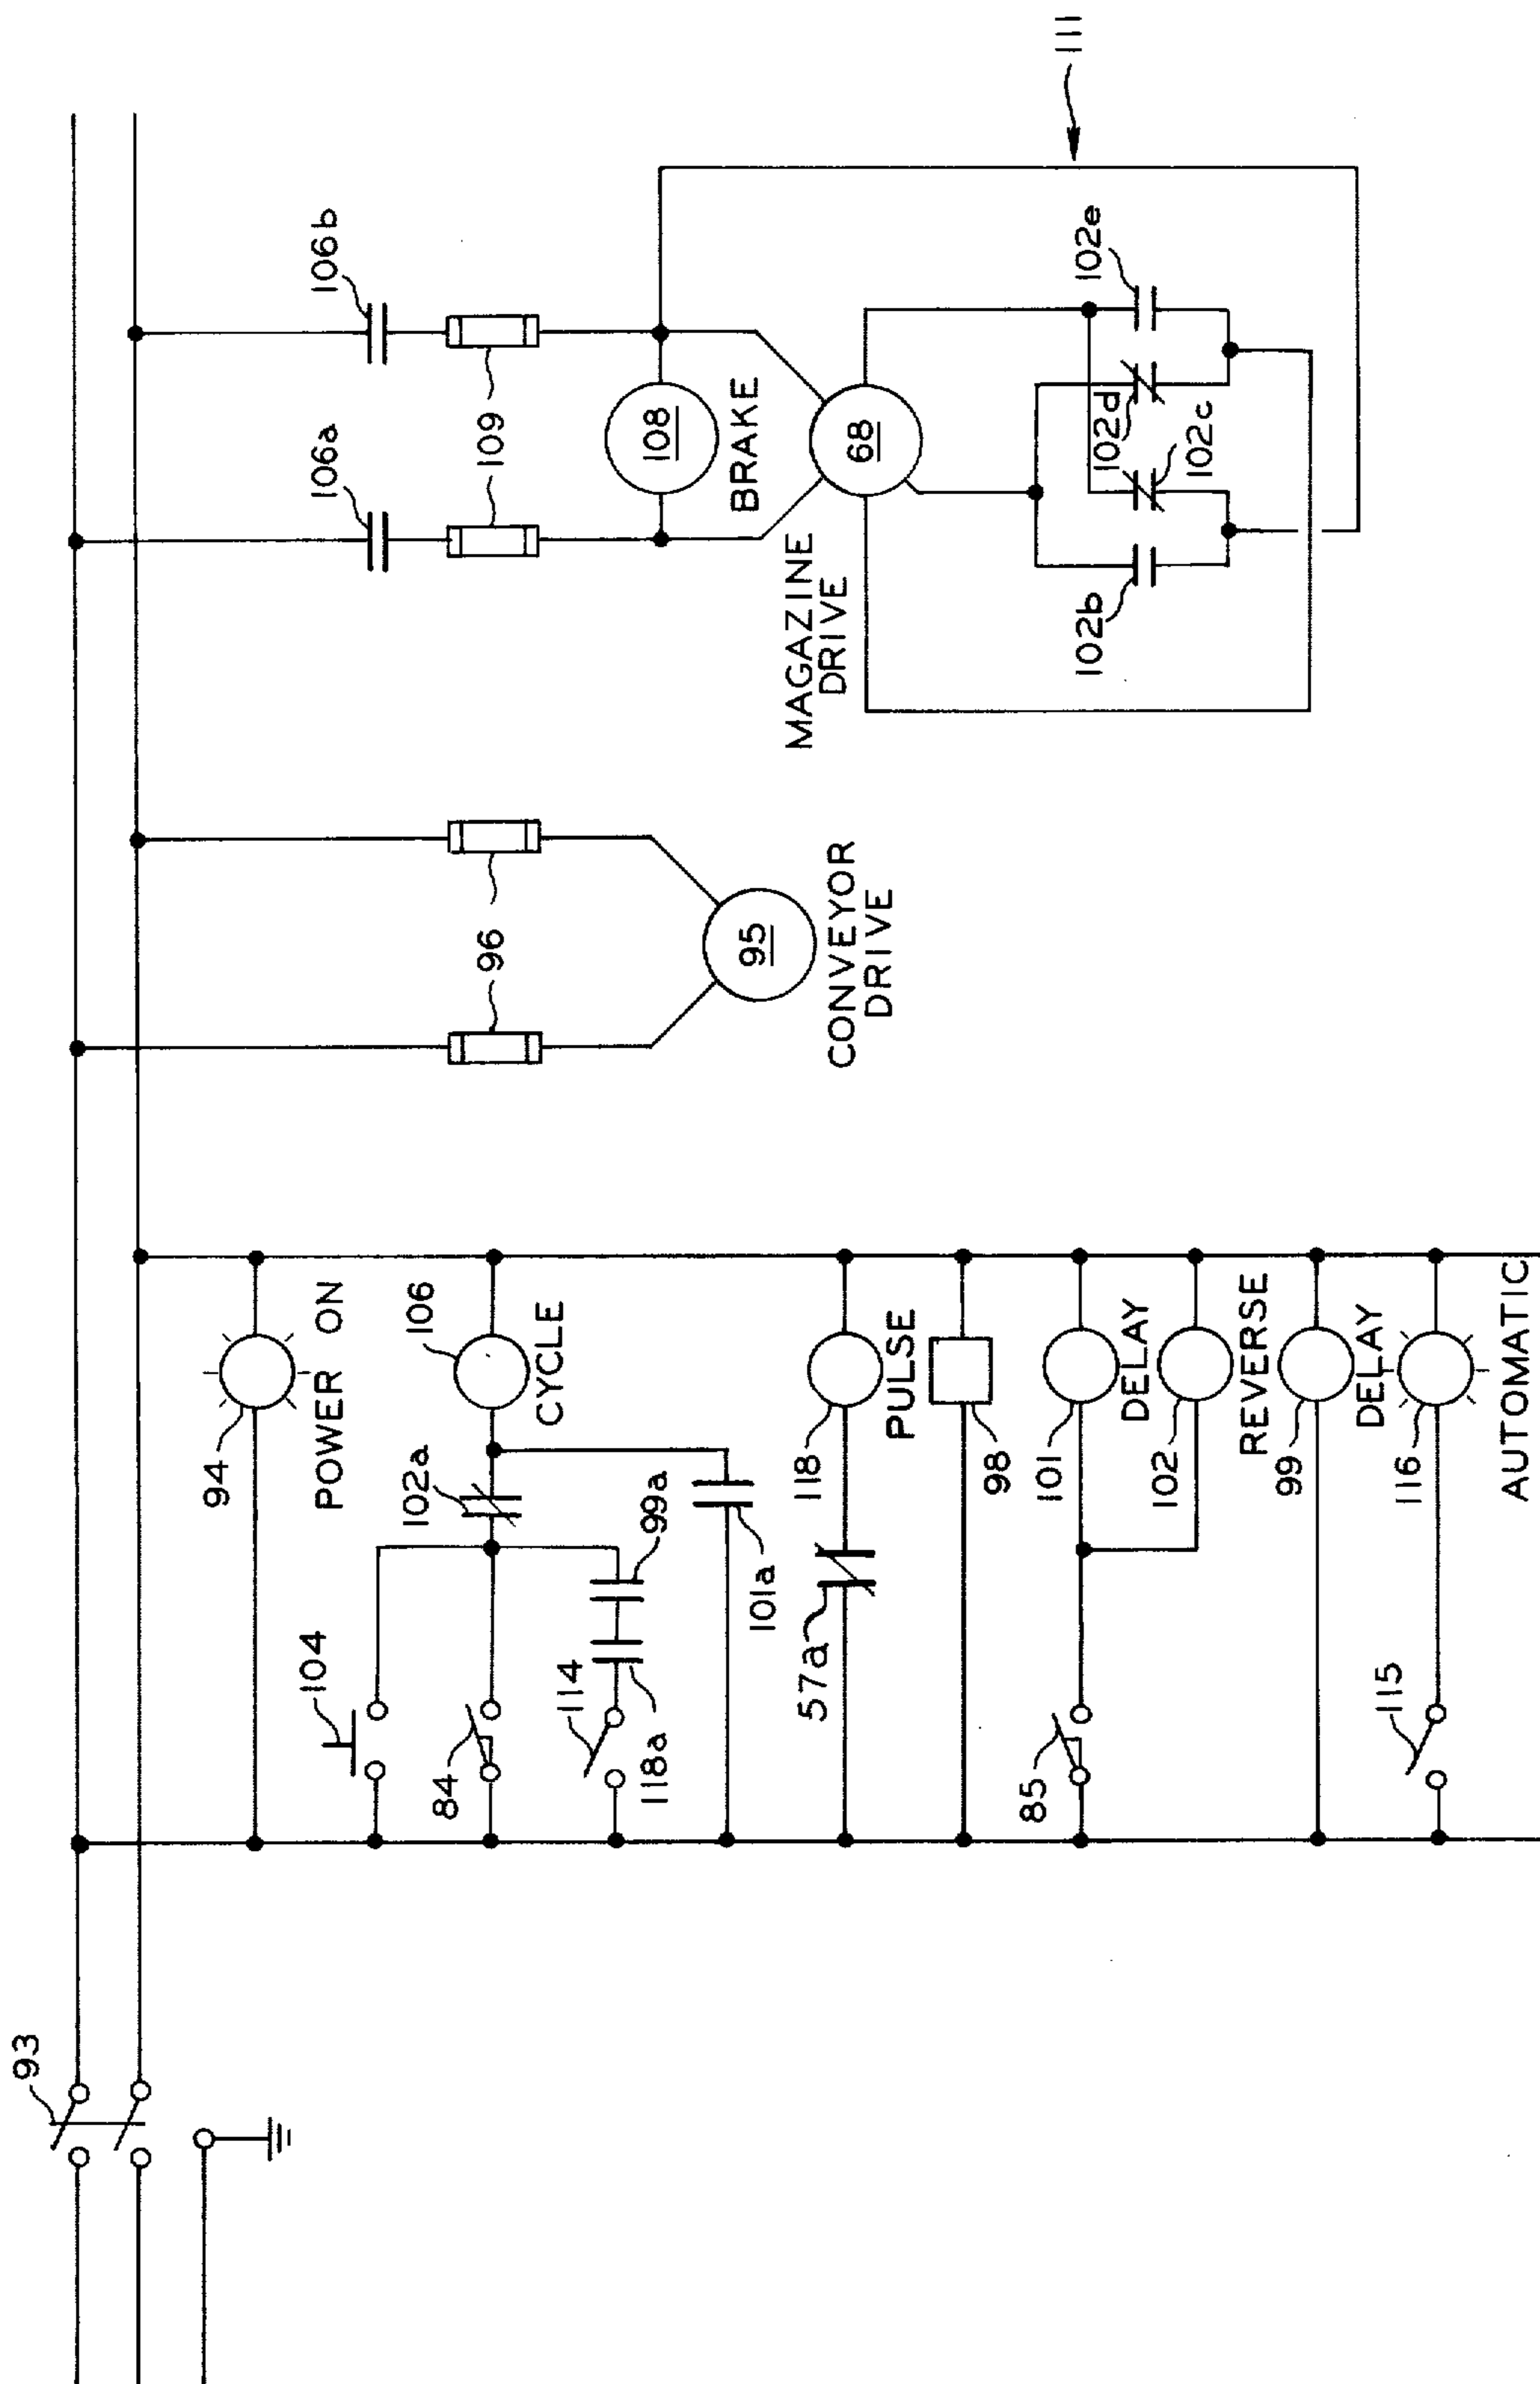 93
94
POWER ON
104
102a
106
CYCLE
84
114
99a
118a
101a
57a
118
PULSE
98
85
101
DELAY
102
REVERSE
99
DELAY
115
116
AUTOMATIC
96
95
CONVEYOR
DRIVE
106a
106b
109
108
BRAKE
MAGAZINE
DRIVE
68
102b
102c
102d
102e
111